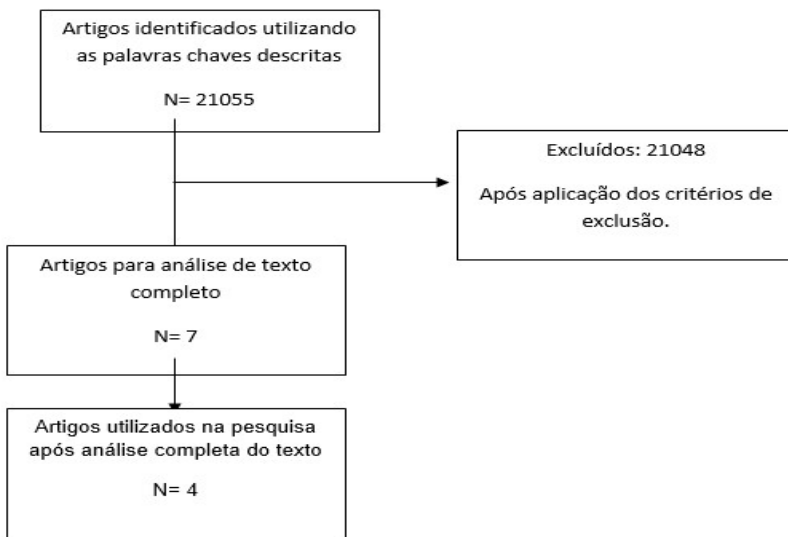 Artigos identificados utilizando
as palavras chaves descritas
N= 21055
Excluídos: 21048
Após aplicação dos critérios de
exclusão.
Artigos para análise de texto
completo
N= 7
Artigos utilizados na pesquisa
após análise completa do texto
N= 4